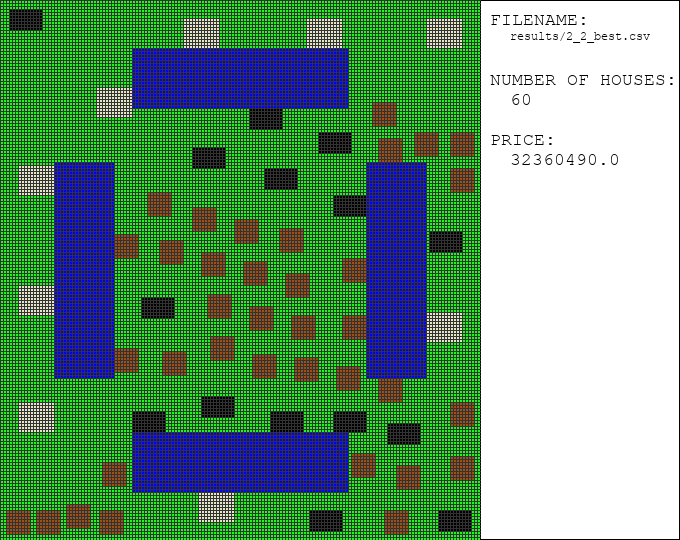 FILENAME:
results/2_2_best.csv
NUMBER OF HOUSES:
60
PRICE:
32360490.0